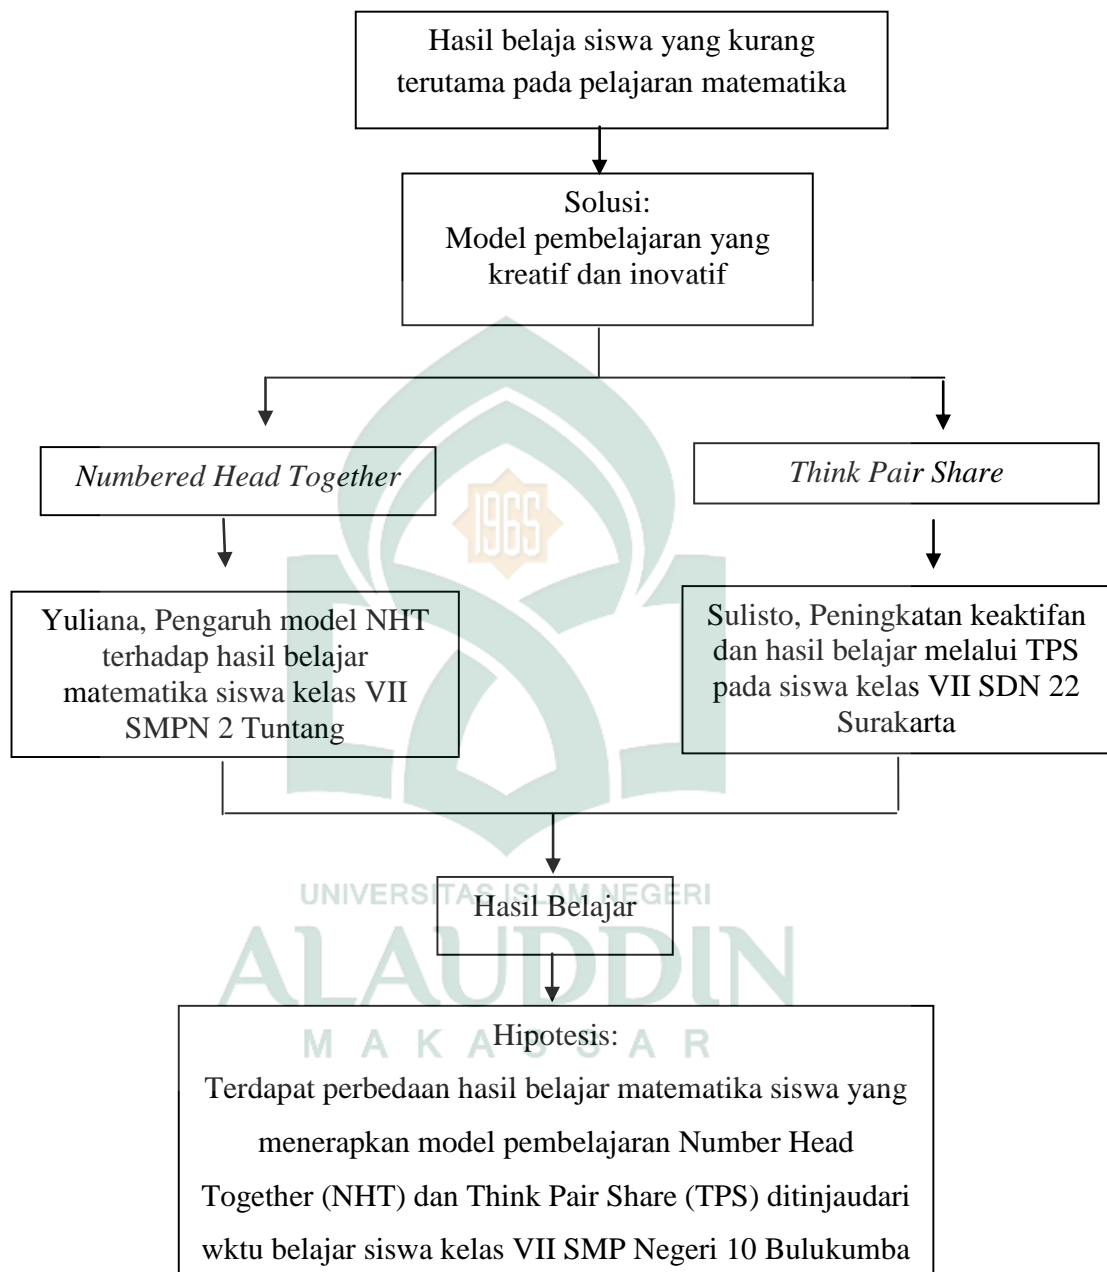 Hasil belaja siswa yang kurang
terutama pada pelajaran matematika
Solusi:
Model pembelajaran yang
kreatif dan inovatif
Numbered Head Together
Think Pair Share
1965
Yuliana, Pengaruh model NHT
terhadap hasil belajar
matematika siswa kelas VII
SMPN 2 Tuntang
Sulisto, Peningkatan keaktifan
dan hasil belajar melalui TPS
pada siswa kelas VII SDN 22
Surakarta
UNIVERSITAS ISLAM NEGERI
Hasil Belajar
ALAUDDIN
Hipotesis:
MAKASSAR
Terdapat perbedaan hasil belajar matematika siswa yang
menerapkan model pembelajaran Number Head
Together (NHT) dan Think Pair Share (TPS) ditinjaudari
wktu belajar siswa kelas VII SMP Negeri 10 Bulukumba